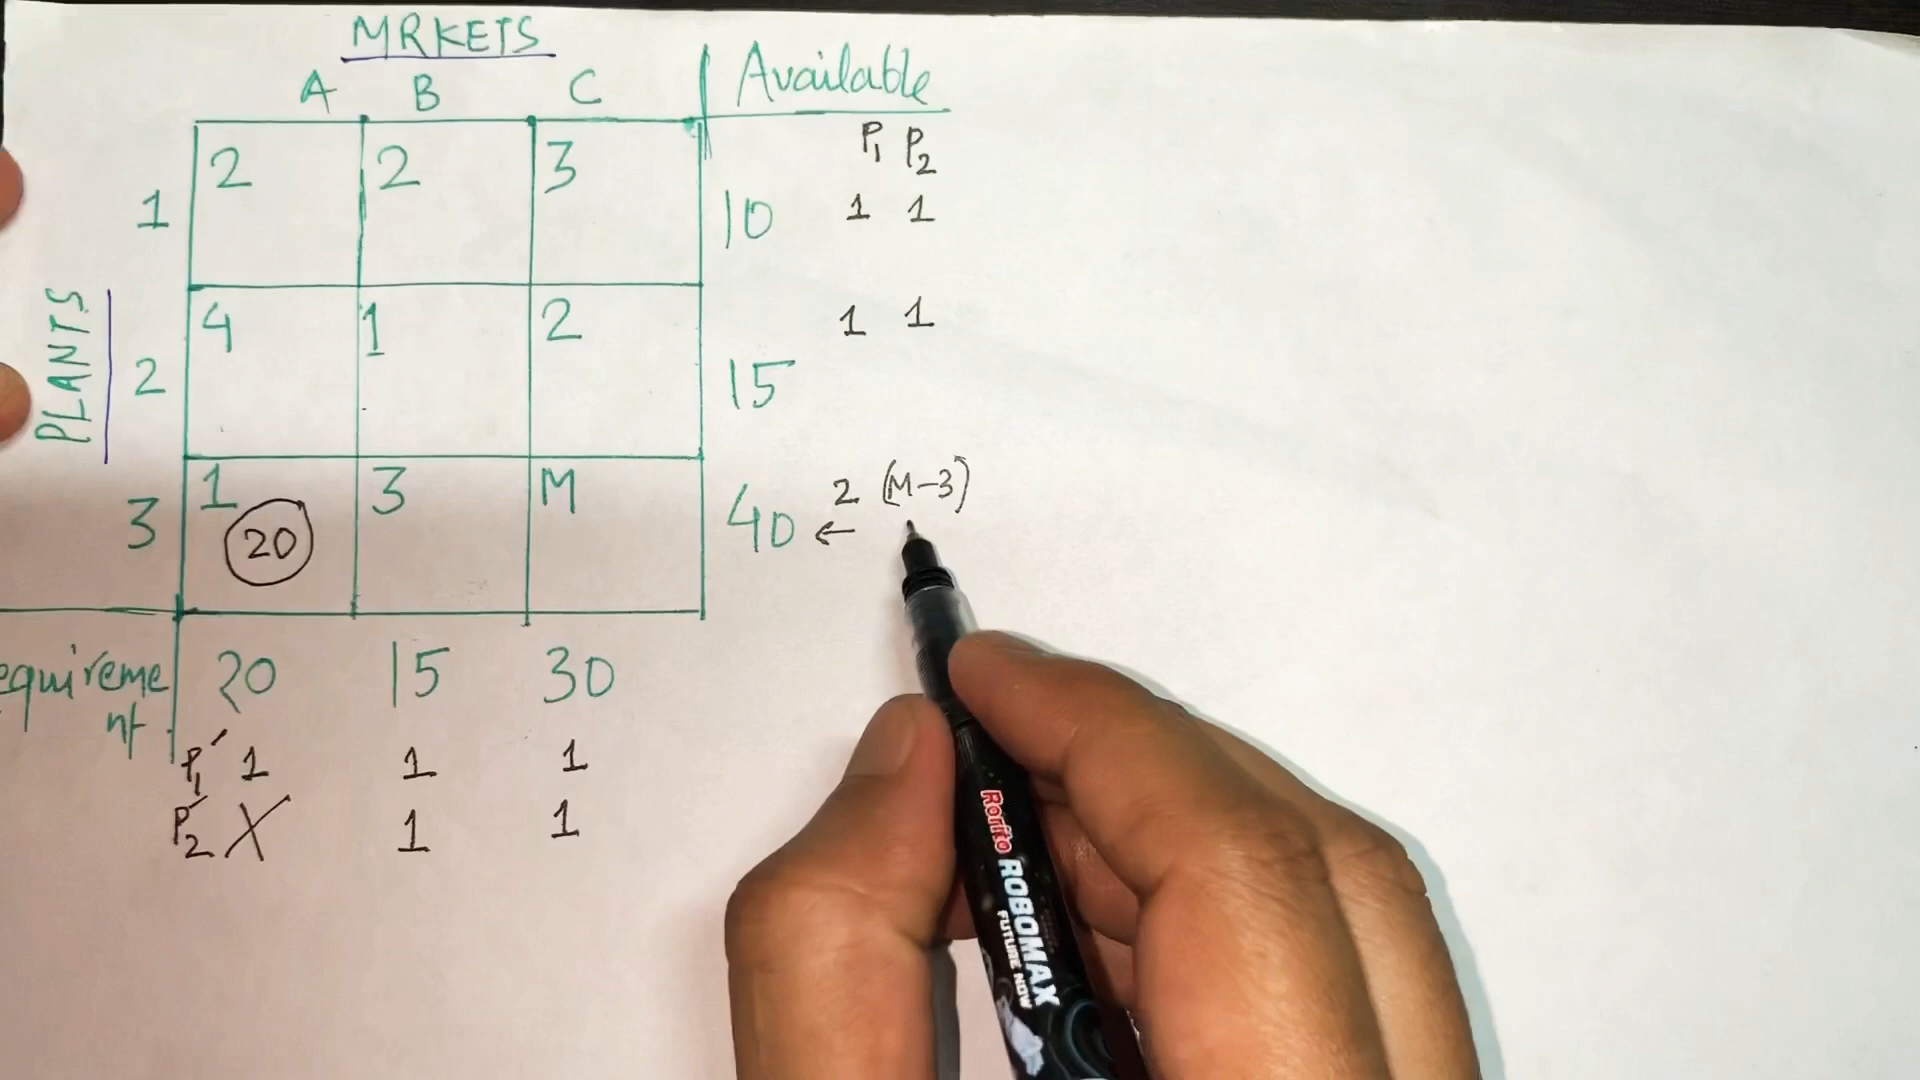 MRKETS
A B C Available
P1 P2
2 2 3
1 10 1 1
4 1 2 1 1
PLANTS
2 15
1 3 M 2 (M-3)
3 20 40 ←
equireme 20 15 30
nt
P1' 1 1 1
P2' X 1 1
Rorito ROBOMAX
FUTURE NOW